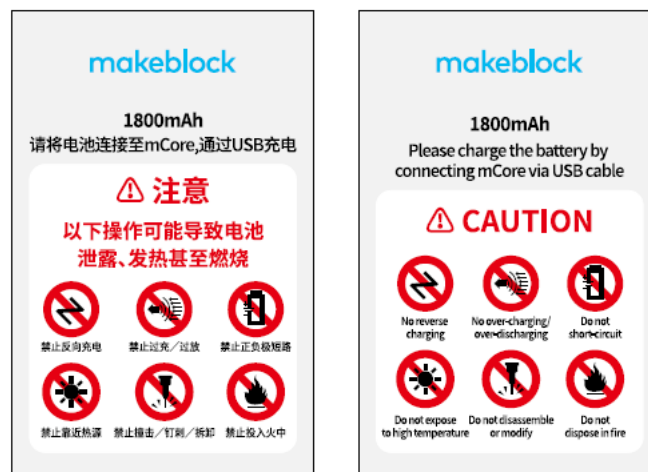 makeblock
1800mAh
请将电池连接至mCore,通过USB充电
注意
以下操作可能导致电池
泄露、发热甚至燃烧
禁止反向充电
禁止过充／过放
禁止正负极短路
禁止靠近热源
禁止撞击／钉刺／拆卸
禁止投入火中
makeblock
1800mAh
Please charge the battery by
connecting mCore via USB cable
CAUTION
No reverse
charging
No over-charging/
over-discharging
Do not
short-circuit
Do not expose
to high temperature
Do not disassemble
or modify
Do not
dispose in fire